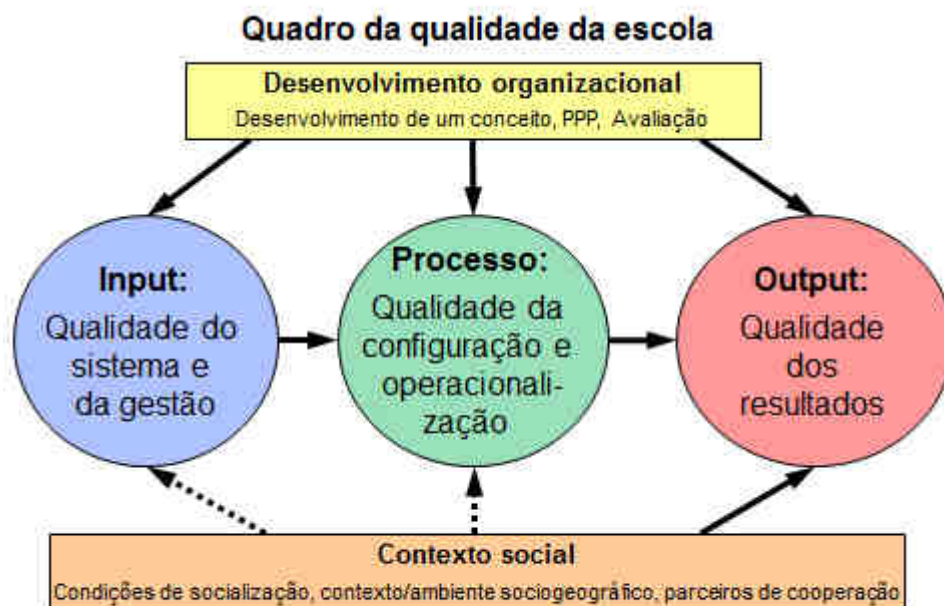 Quadro da qualidade da escola
Desenvolvimento organizacional
Desenvolvimento de um conceito, PPP, Avaliação
Input:
Qualidade do
sistema e
da gestão
Processo:
Qualidade da
configuração e
operacionali-
zação
Output:
Qualidade
dos
resultados
Contexto social
Condições de socialização, contexto/ambiente sociogeográfico, parceiros de cooperação